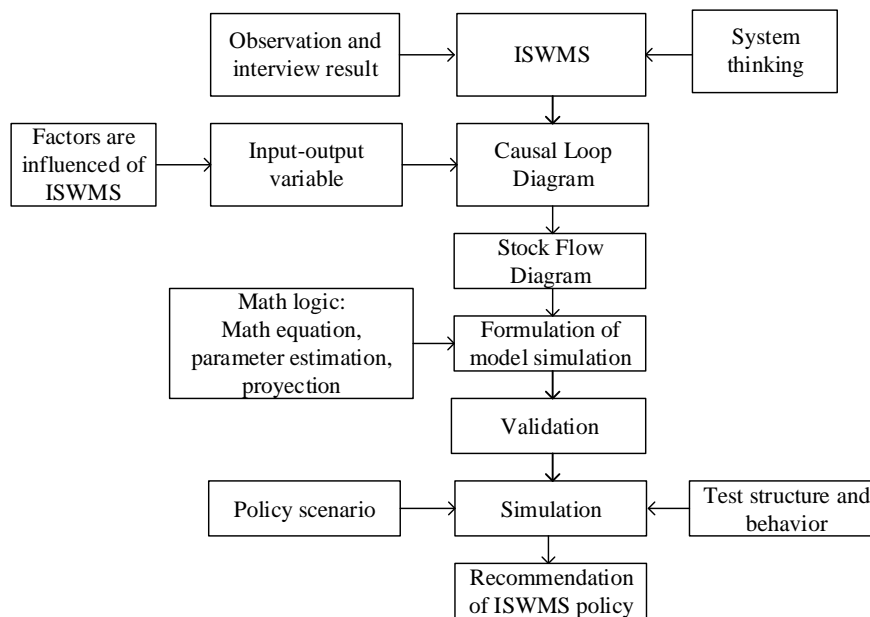 Observation and
interview result
ISWMS
System
thinking
Factors are
influenced of
ISWMS
Input-output
variable
Causal Loop
Diagram
Stock Flow
Diagram
Math logic:
Math equation,
parameter estimation,
proyection
Formulation of
model simulation
Validation
Policy scenario
Simulation
Test structure and
behavior
Recommendation
of ISWMS policy